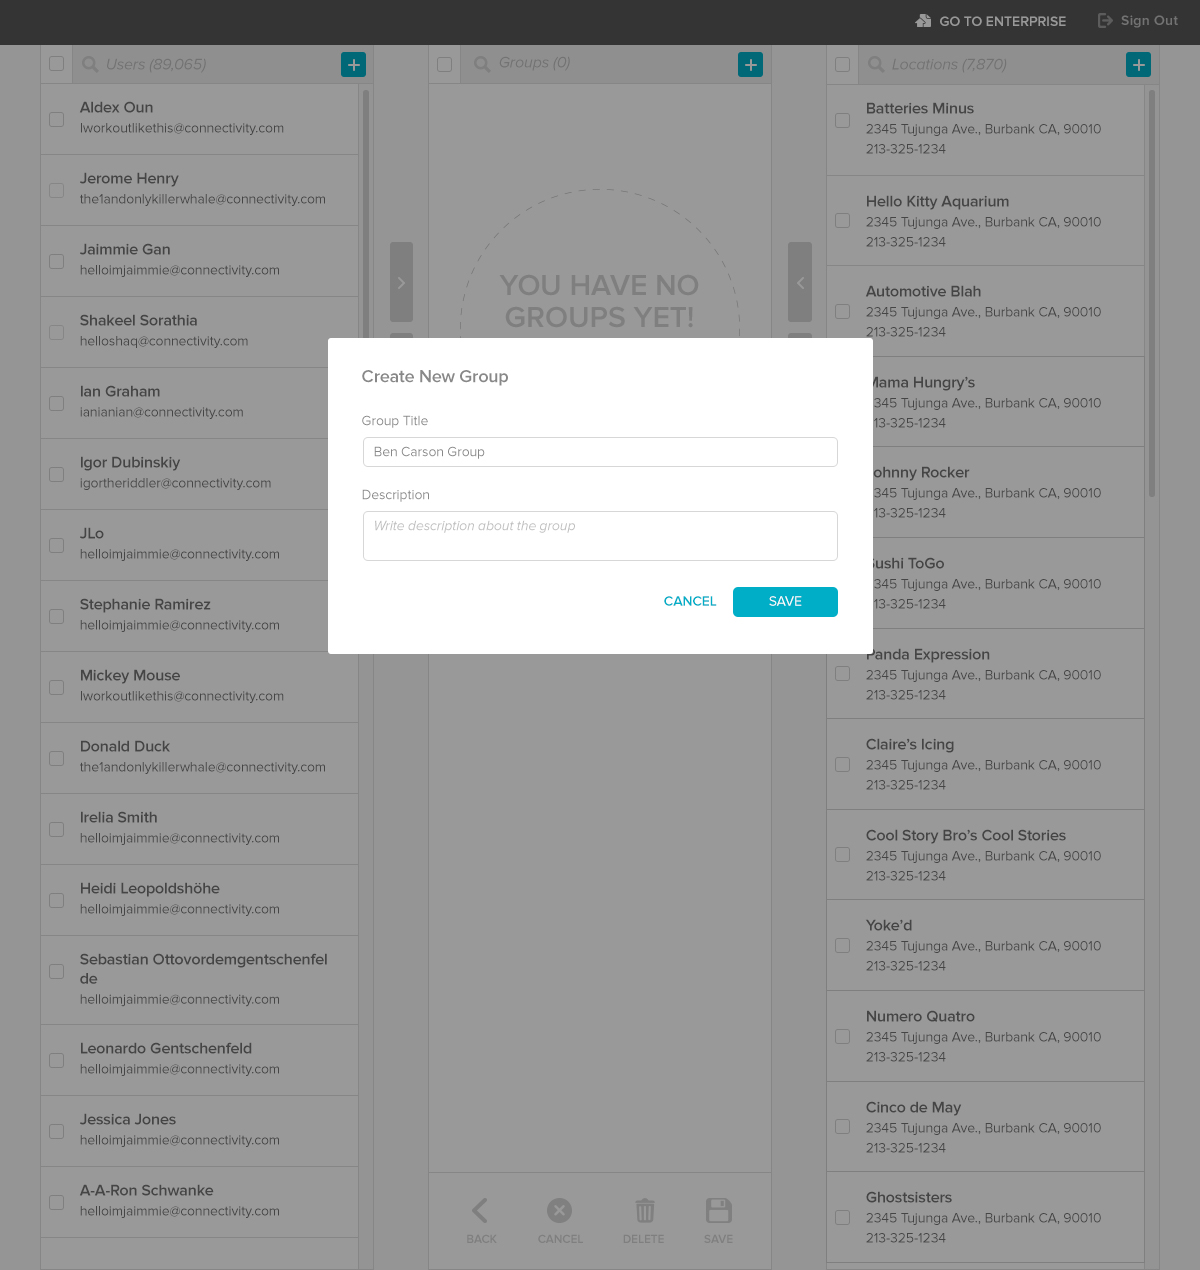 GO TO ENTERPRISE
Sign Out
Users (89,065)
Aldex Oun
lworkoutlikethis@connectivity.com
Jerome Henry
the1andonlykillerwhale@connectivity.com
Jaimmie Gan
helloimjaimmie@connectivity.com
Shakeel Sorathia
helloshaq@connectivity.com
Ian Graham
ianianian@connectivity.com
Igor Dubinskiy
igortheriddler@connectivity.com
JLo
helloimjaimmie@connectivity.com
Stephanie Ramirez
helloimjaimmie@connectivity.com
Mickey Mouse
lworkoutlikethis@connectivity.com
Donald Duck
the1andonlykillerwhale@connectivity.com
Irelia Smith
helloimjaimmie@connectivity.com
Heidi Leopoldshöhe
helloimjaimmie@connectivity.com
Sebastian Ottovordemgentschenfel
de
helloimjaimmie@connectivity.com
Leonardo Gentschenfeld
helloimjaimmie@connectivity.com
Jessica Jones
helloimjaimmie@connectivity.com
A-A-Ron Schwanke
helloimjaimmie@connectivity.com
Groups (0)
YOU HAVE NO
GROUPS YET!
Create New Group
Group Title
Ben Carson Group
Description
Write description about the group
CANCEL
SAVE
BACK
CANCEL
DELETE
SAVE
Locations (7,870)
Batteries Minus
2345 Tujunga Ave., Burbank CA, 90010
213-325-1234
Hello Kitty Aquarium
2345 Tujunga Ave., Burbank CA, 90010
213-325-1234
Automotive Blah
2345 Tujunga Ave., Burbank CA, 90010
213-325-1234
Mama Hungry's
345 Tujunga Ave., Burbank CA, 90010
13-325-1234
ohnny Rocker
345 Tujunga Ave., Burbank CA, 90010
13-325-1234
Sushi ToGo
345 Tujunga Ave., Burbank CA, 90010
13-325-1234
Panda Expression
2345 Tujunga Ave., Burbank CA, 90010
213-325-1234
Claire's Icing
2345 Tujunga Ave., Burbank CA, 90010
213-325-1234
Cool Story Bro's Cool Stories
2345 Tujunga Ave., Burbank CA, 90010
213-325-1234
Yoke'd
2345 Tujunga Ave., Burbank CA, 90010
213-325-1234
Numero Quatro
2345 Tujunga Ave., Burbank CA, 90010
213-325-1234
Cinco de May
2345 Tujunga Ave., Burbank CA, 90010
213-325-1234
Ghostsisters
2345 Tujunga Ave., Burbank CA, 90010
213-325-1234